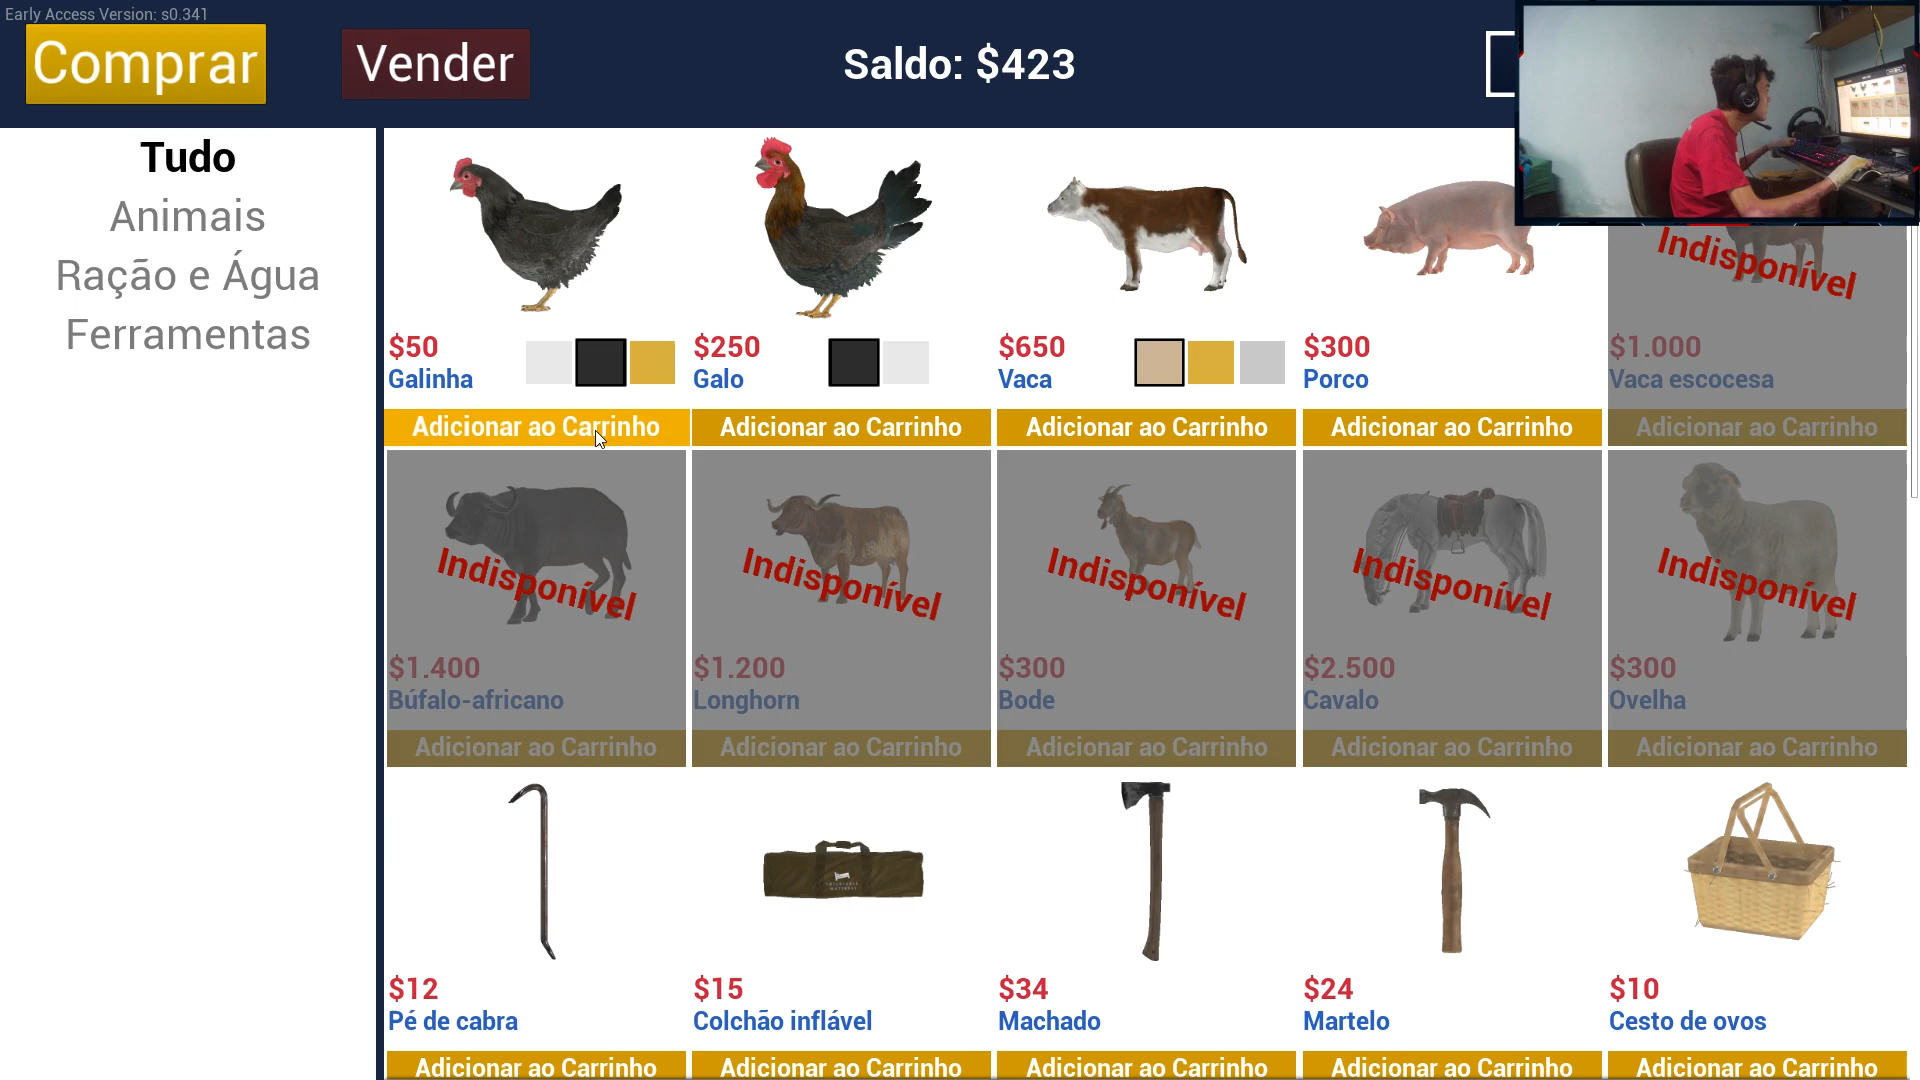 Early Access Version: s0.341
Comprar
Vender
Saldo: $423
Tudo
Animais
Ração e Água
Ferramentas
$50
Galinha
Adicionar ao Carrinho
$250
Galo
Adicionar ao Carrinho
$650
Vaca
Adicionar ao Carrinho
$300
Porco
Adicionar ao Carrinho
Indisponível
$1.000
Vaca escocesa
Adicionar ao Carrinho
Indisponível
$1.400
Búfalo-africano
Adicionar ao Carrinho
Indisponível
$1.200
Longhorn
Adicionar ao Carrinho
Indisponível
$300
Bode
Adicionar ao Carrinho
Indisponível
$2.500
Cavalo
Adicionar ao Carrinho
Indisponível
$300
Ovelha
Adicionar ao Carrinho
$12
Pé de cabra
Adicionar ao Carrinho
$15
Colchão inflável
Adicionar ao Carrinho
$34
Machado
Adicionar ao Carrinho
$24
Martelo
Adicionar ao Carrinho
$10
Cesto de ovos
Adicionar ao Carrinho